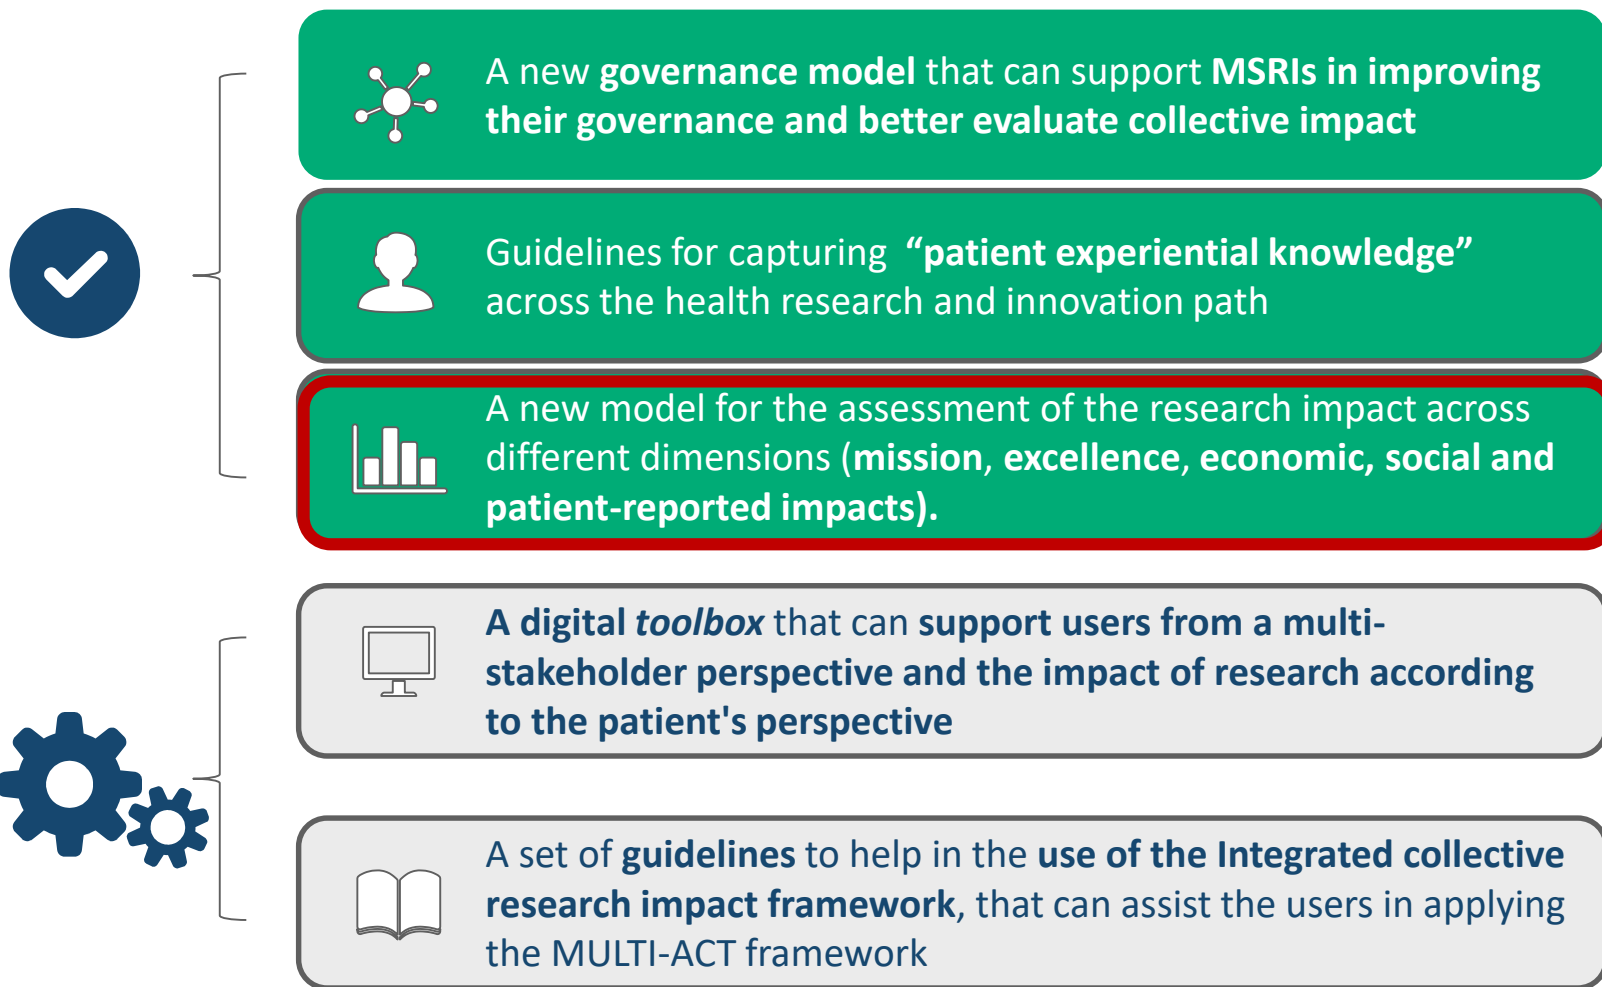 A new governance model that can support MSRIs in improving
their governance and better evaluate collective impact
Guidelines for capturing “patient experiential knowledge”
across the health research and innovation path
A new model for the assessment of the research impact across
different dimensions (mission, excellence, economic, social and
patient-reported impacts).
A digital toolbox that can support users from a multi-
stakeholder perspective and the impact of research according
to the patient's perspective
A set of guidelines to help in the use of the Integrated collective
research impact framework, that can assist the users in applying
the MULTI-ACT framework